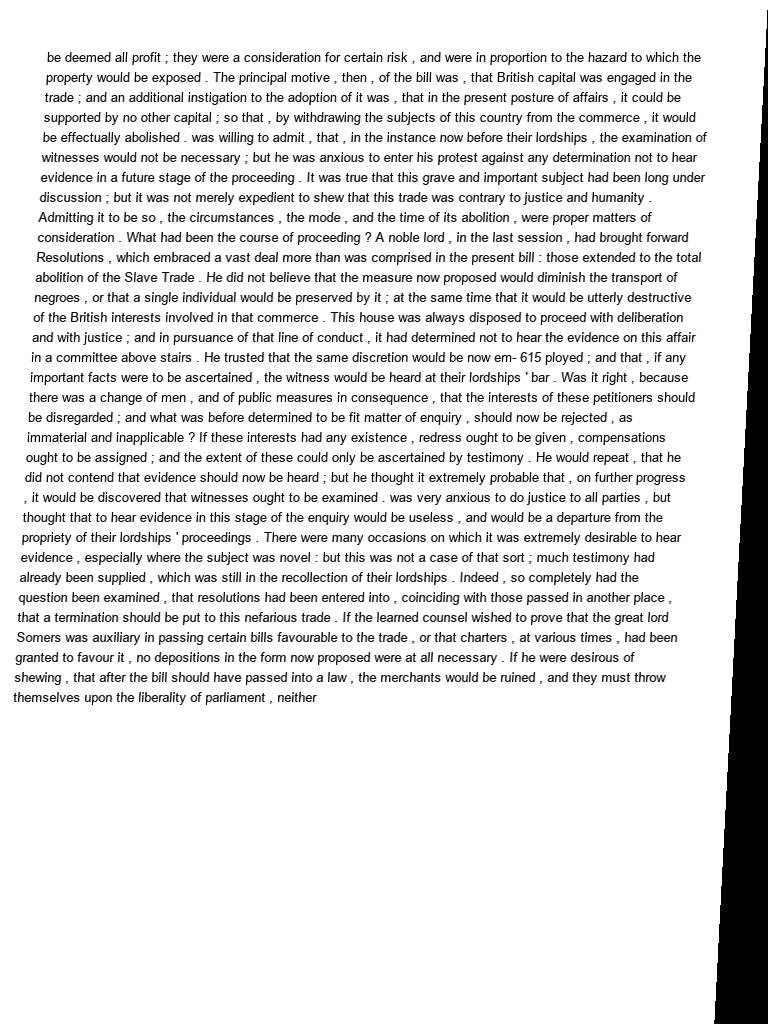 be deemed all profit ; they were a consideration for certain risk , and were in proportion to the hazard to which the
property would be exposed . The principal motive , then , of the bill was , that British capital was engaged in the
trade ; and an additional instigation to the adoption of it was , that in the present posture of affairs , it could be
supported by no other capital ; so that , by withdrawing the subjects of this country from the commerce , it would
be effectually abolished . was willing to admit , that , in the instance now before their lordships , the examination of
witnesses would not be necessary ; but he was anxious to enter his protest against any determination not to hear
evidence in a future stage of the proceeding . It was true that this grave and important subject had been long under
discussion ; but it was not merely expedient to shew that this trade was contrary to justice and humanity .
Admitting it to be so , the circumstances , the mode , and the time of its abolition , were proper matters of
consideration . What had been the course of proceeding ? A noble lord , in the last session , had brought forward
Resolutions , which embraced a vast deal more than was comprised in the present bill : those extended to the total
abolition of the Slave Trade . He did not believe that the measure now proposed would diminish the transport of
negroes , or that a single individual would be preserved by it ; at the same time that it would be utterly destructive
of the British interests involved in that commerce . This house was always disposed to proceed with deliberation
and with justice ; and in pursuance of that line of conduct , it had determined not to hear the evidence on this affair
in a committee above stairs . He trusted that the same discretion would be now em- 615 ployed ; and that , if any
important facts were to be ascertained , the witness would be heard at their lordships ' bar . Was it right , because
there was a change of men , and of public measures in consequence , that the interests of these petitioners should
be disregarded ; and what was before determined to be fit matter of enquiry , should now be rejected , as
immaterial and inapplicable ? If these interests had any existence , redress ought to be given , compensations
ought to be assigned ; and the extent of these could only be ascertained by testimony . He would repeat , that he
did not contend that evidence should now be heard ; but he thought it extremely probable that , on further progress
, it would be discovered that witnesses ought to be examined . was very anxious to do justice to all parties , but
thought that to hear evidence in this stage of the enquiry would be useless , and would be a departure from the
propriety of their lordships ' proceedings . There were many occasions on which it was extremely desirable to hear
evidence , especially where the subject was novel : but this was not a case of that sort ; much testimony had
already been supplied , which was still in the recollection of their lordships . Indeed , so completely had the
question been examined , that resolutions had been entered into , coinciding with those passed in another place ,
that a termination should be put to this nefarious trade . If the learned counsel wished to prove that the great lord
Somers was auxiliary in passing certain bills favourable to the trade , or that charters , at various times , had been
granted to favour it , no depositions in the form now proposed were at all necessary . If he were desirous of
shewing , that after the bill should have passed into a law , the merchants would be ruined , and they must throw
themselves upon the liberality of parliament , neither